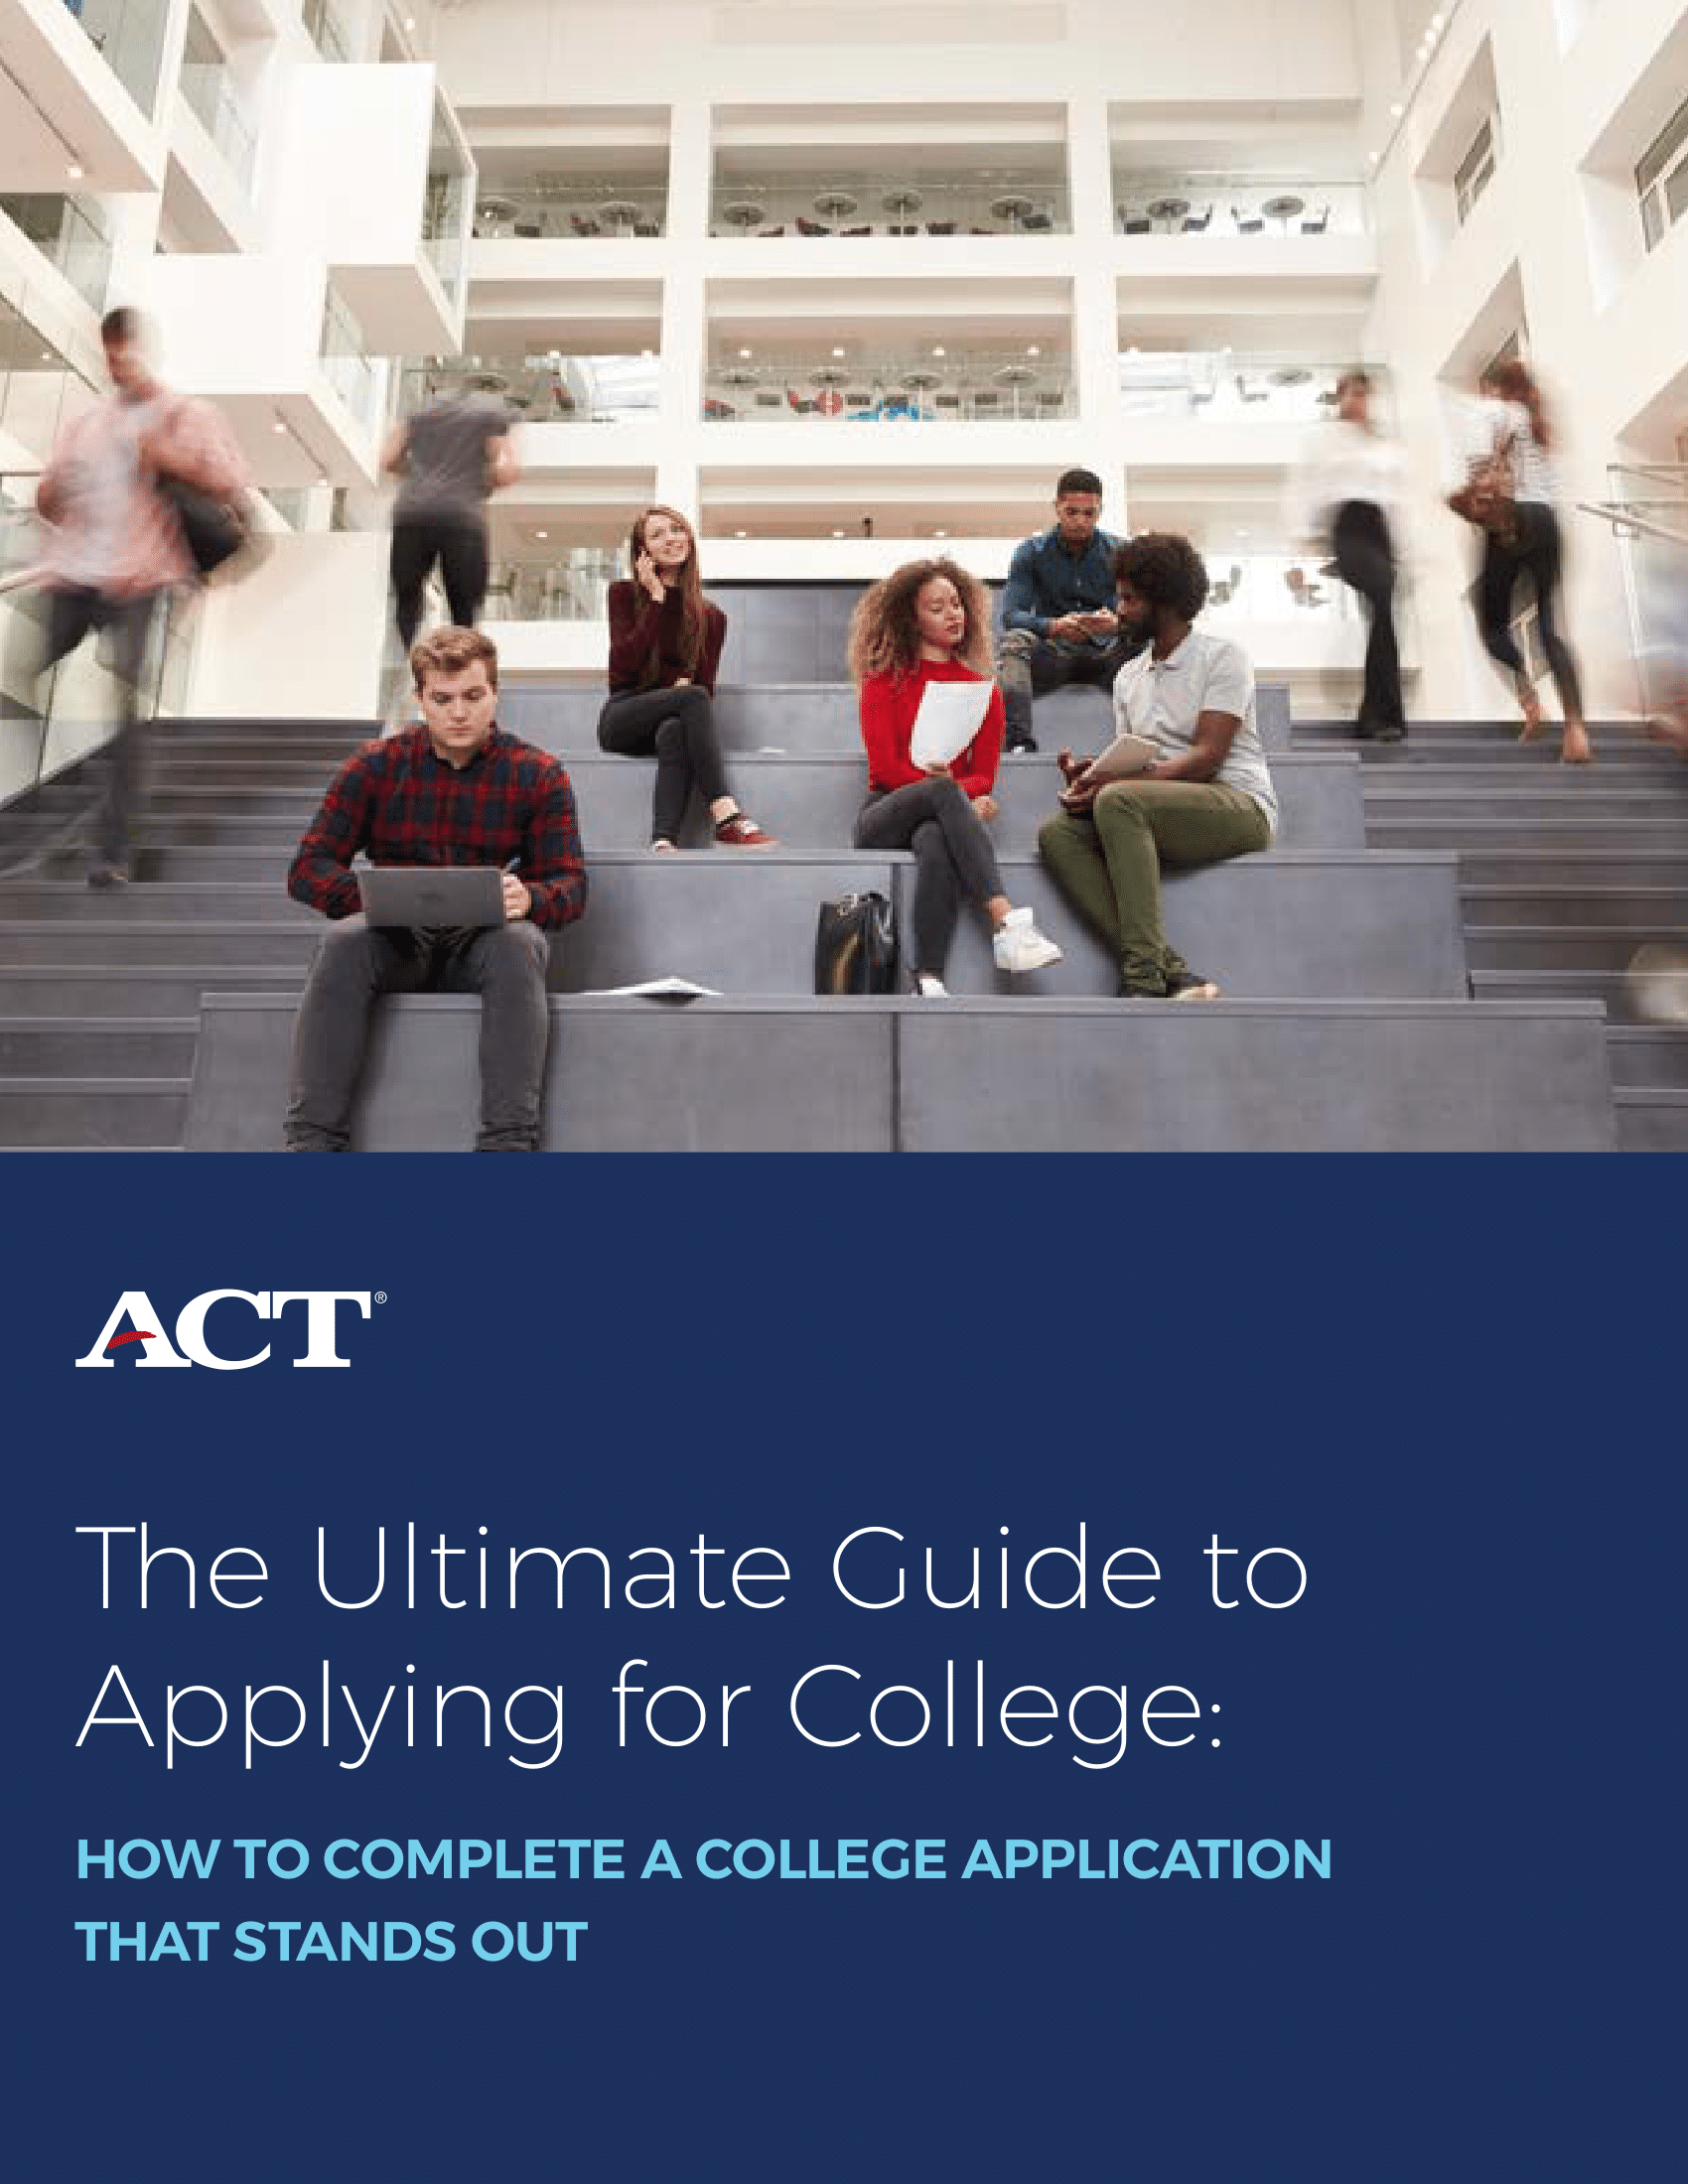 ACT®
The Ultimate Guide to
Applying for College:
HOW TO COMPLETE A COLLEGE APPLICATION
THAT STANDS OUT